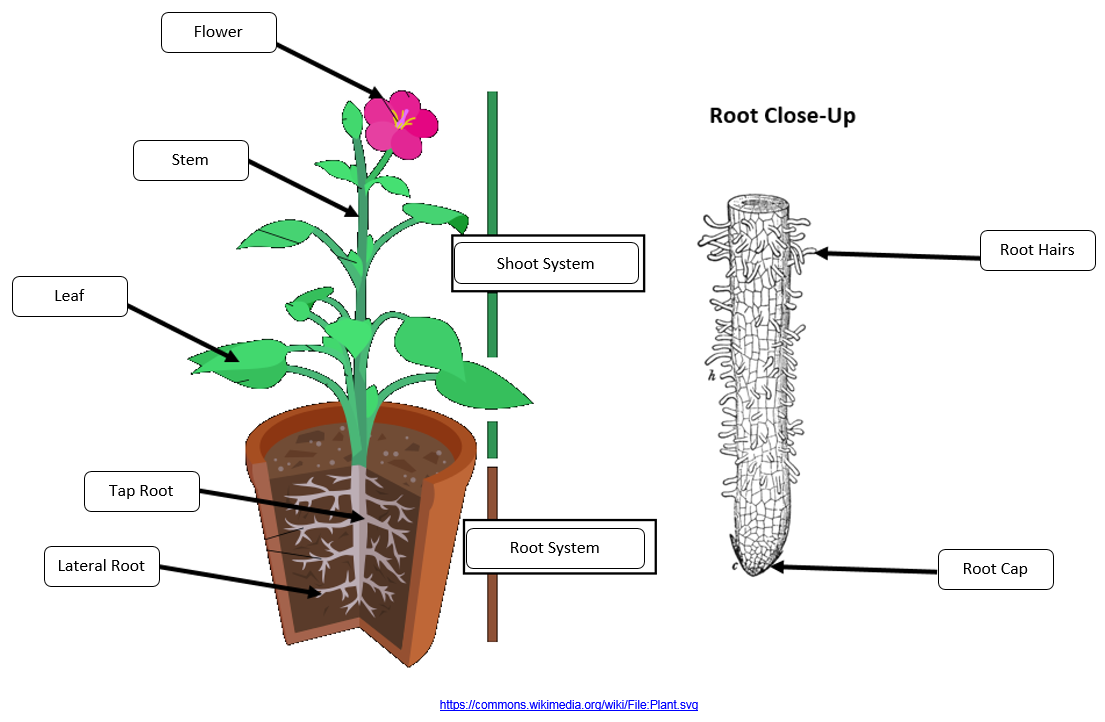 Flower
Root Close-Up
Stem
Root Hairs
Shoot System
Leaf
h
Tap Root
Root System
Lateral Root
c
Root Cap
https://commons.wikimedia.org/wiki/File:Plant.svg